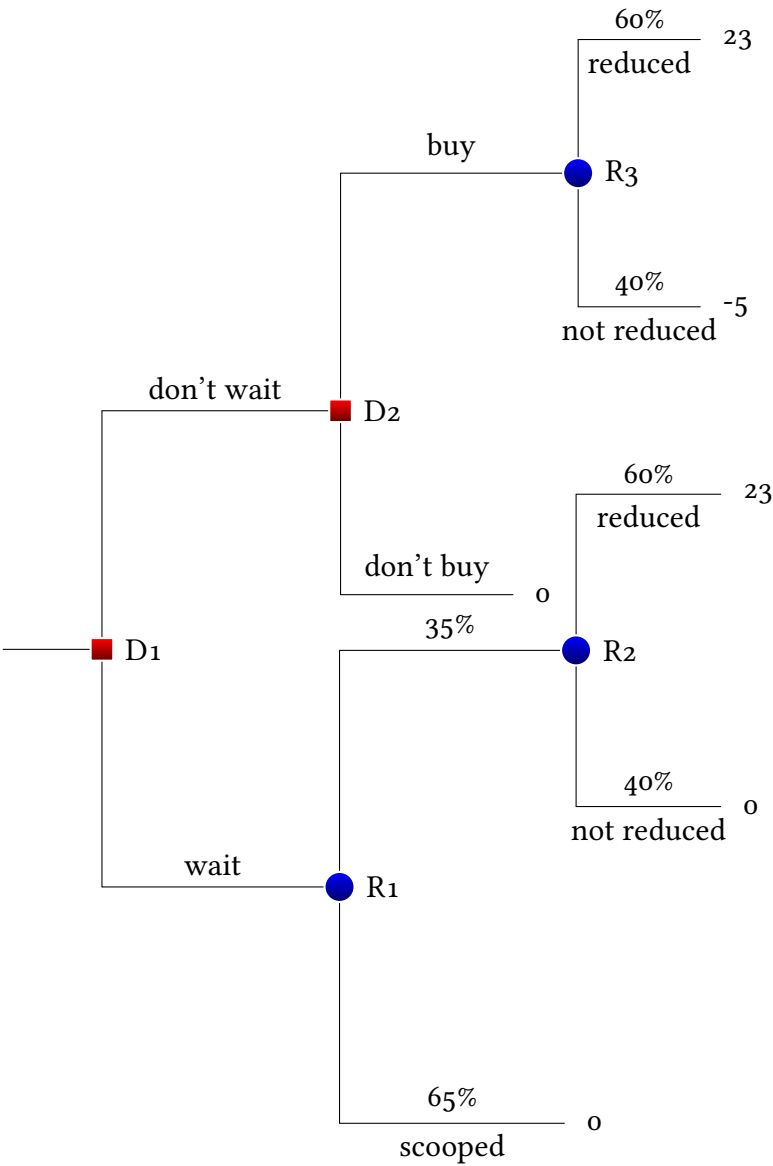 60%
23
reduced
buy
R3
40%
-5
not reduced
don't wait
D2
60%
23
reduced
don't buy
0
35%
D1
R2
40%
0
not reduced
wait
R1
65%
0
scooped